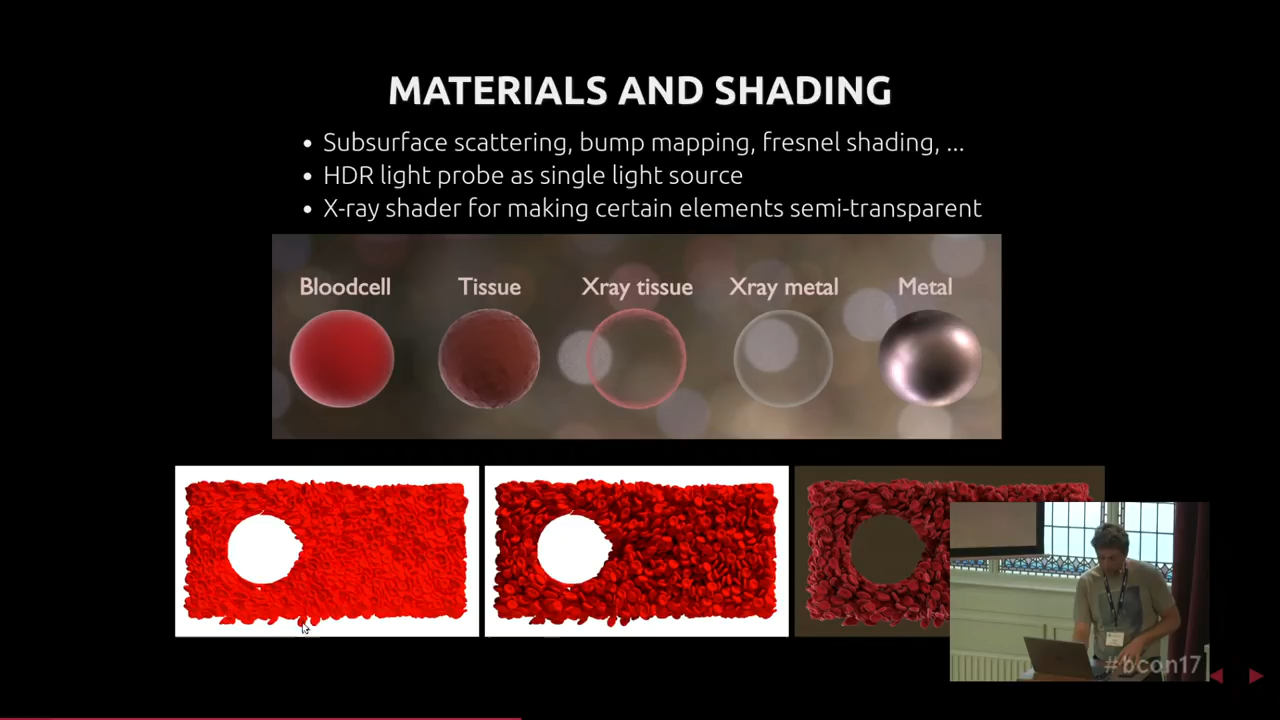 MATERIALS AND SHADING
• Subsurface scattering, bump mapping, fresnel shading, ...
• HDR light probe as single light source
• X-ray shader for making certain elements semi-transparent
Bloodcell Tissue Xray tissue Xray metal Metal
#bcon17